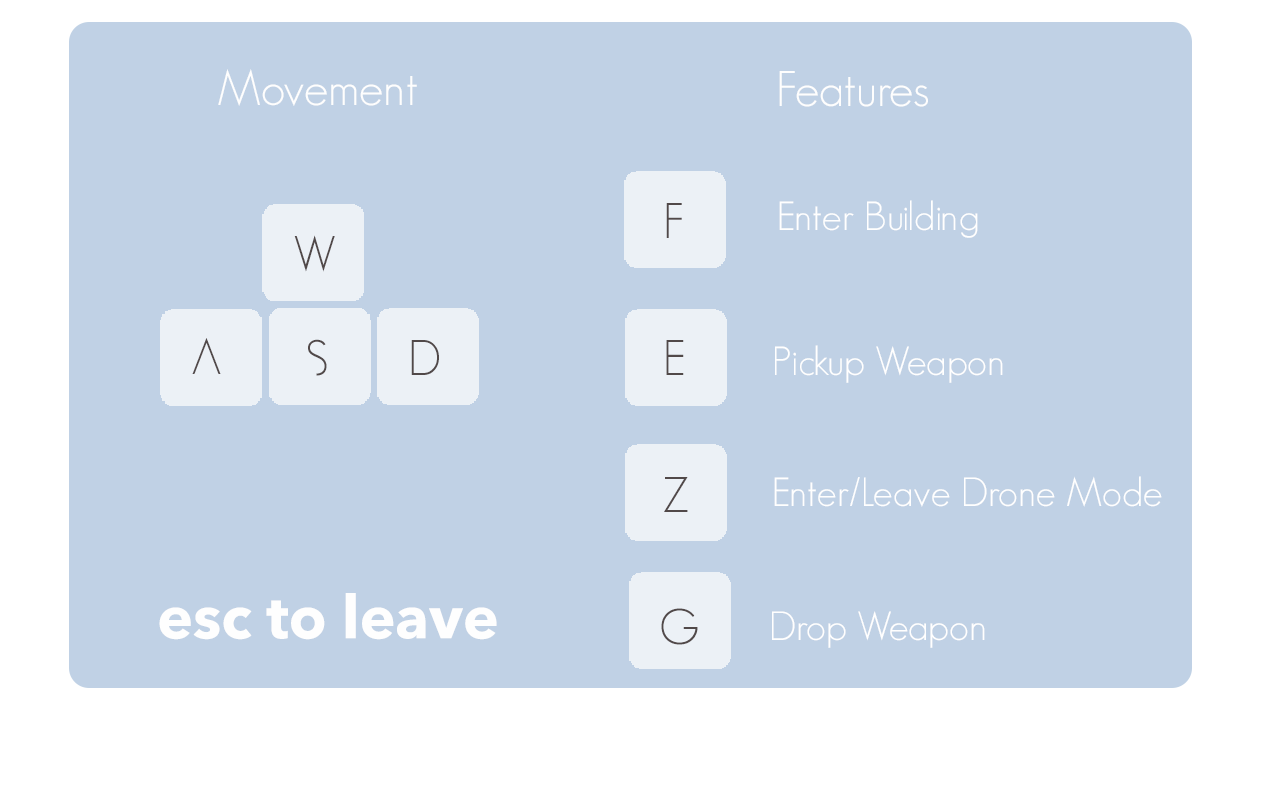 Movement
Features
W
A S D
F Enter Building
E Pickup Weapon
Z Enter/Leave Drone Mode
G Drop Weapon
esc to leave